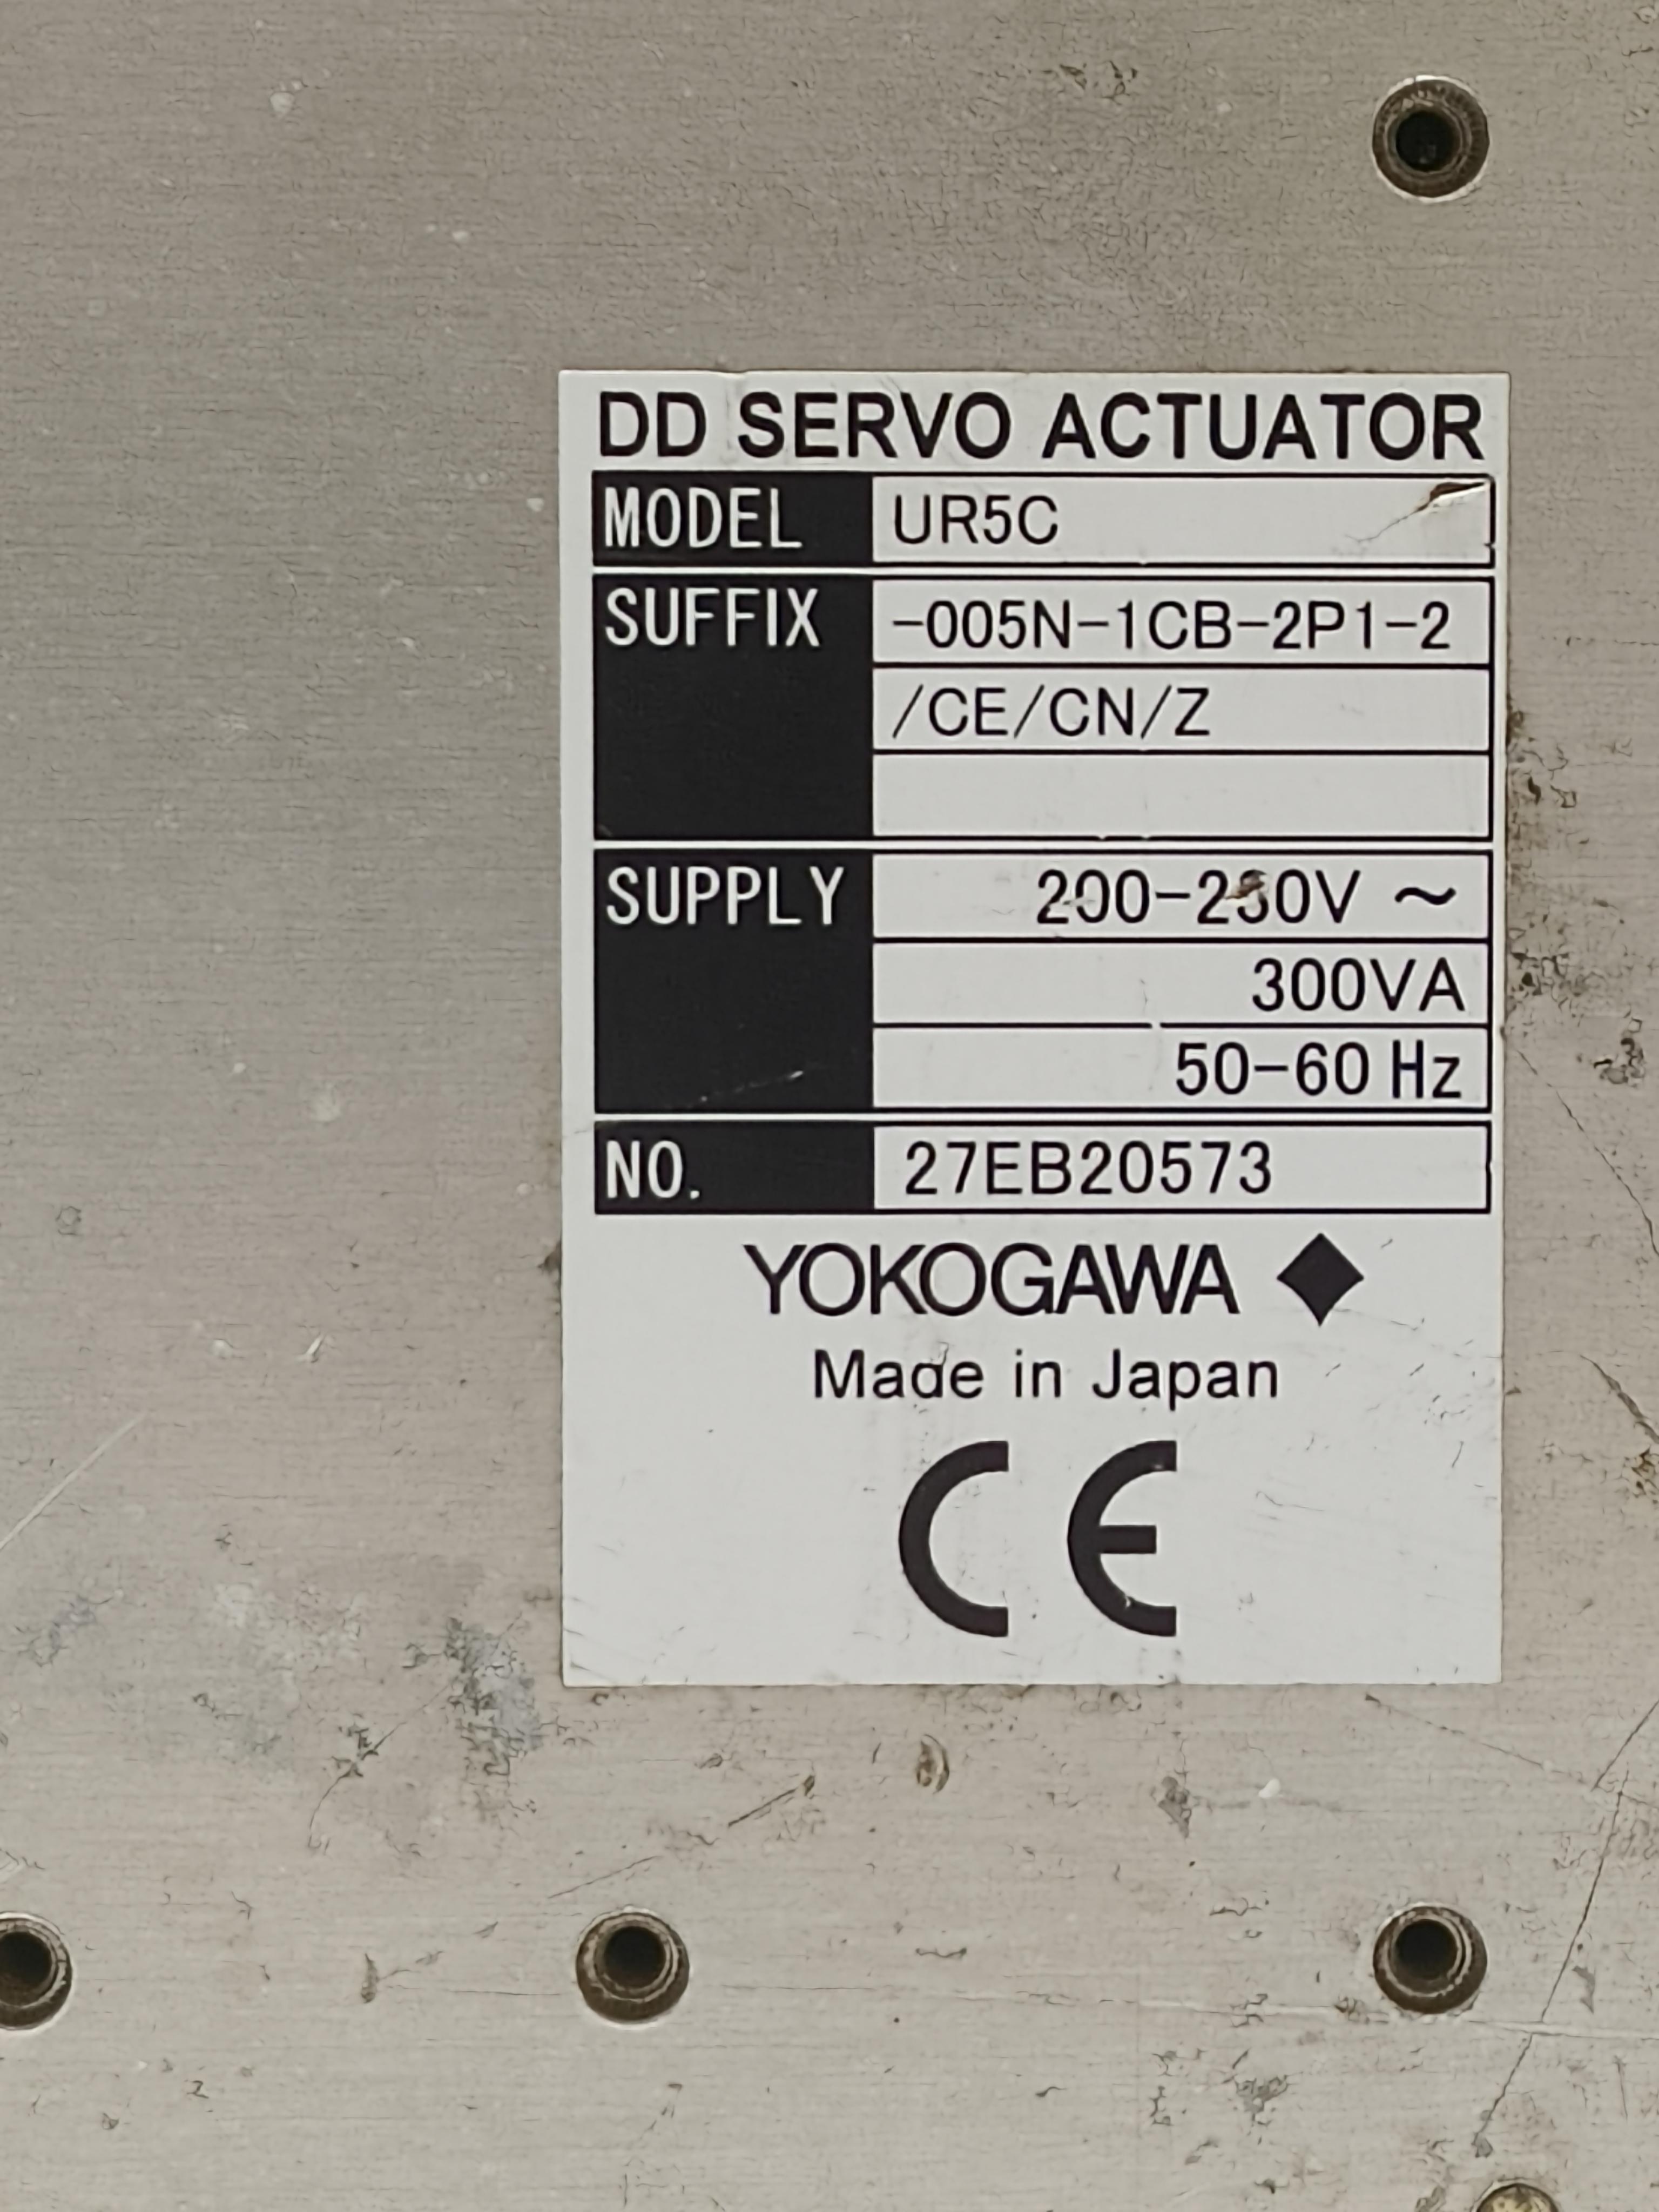 DD SERVO ACTUATOR
MODEL UR5C
SUFFIX -005N-1CB-2P1-2
/CE/CN/Z
SUPPLY 200-230V ~
300VA
50-60 Hz
NO. 27EB20573
YOKOGAWA
Made in Japan
CE